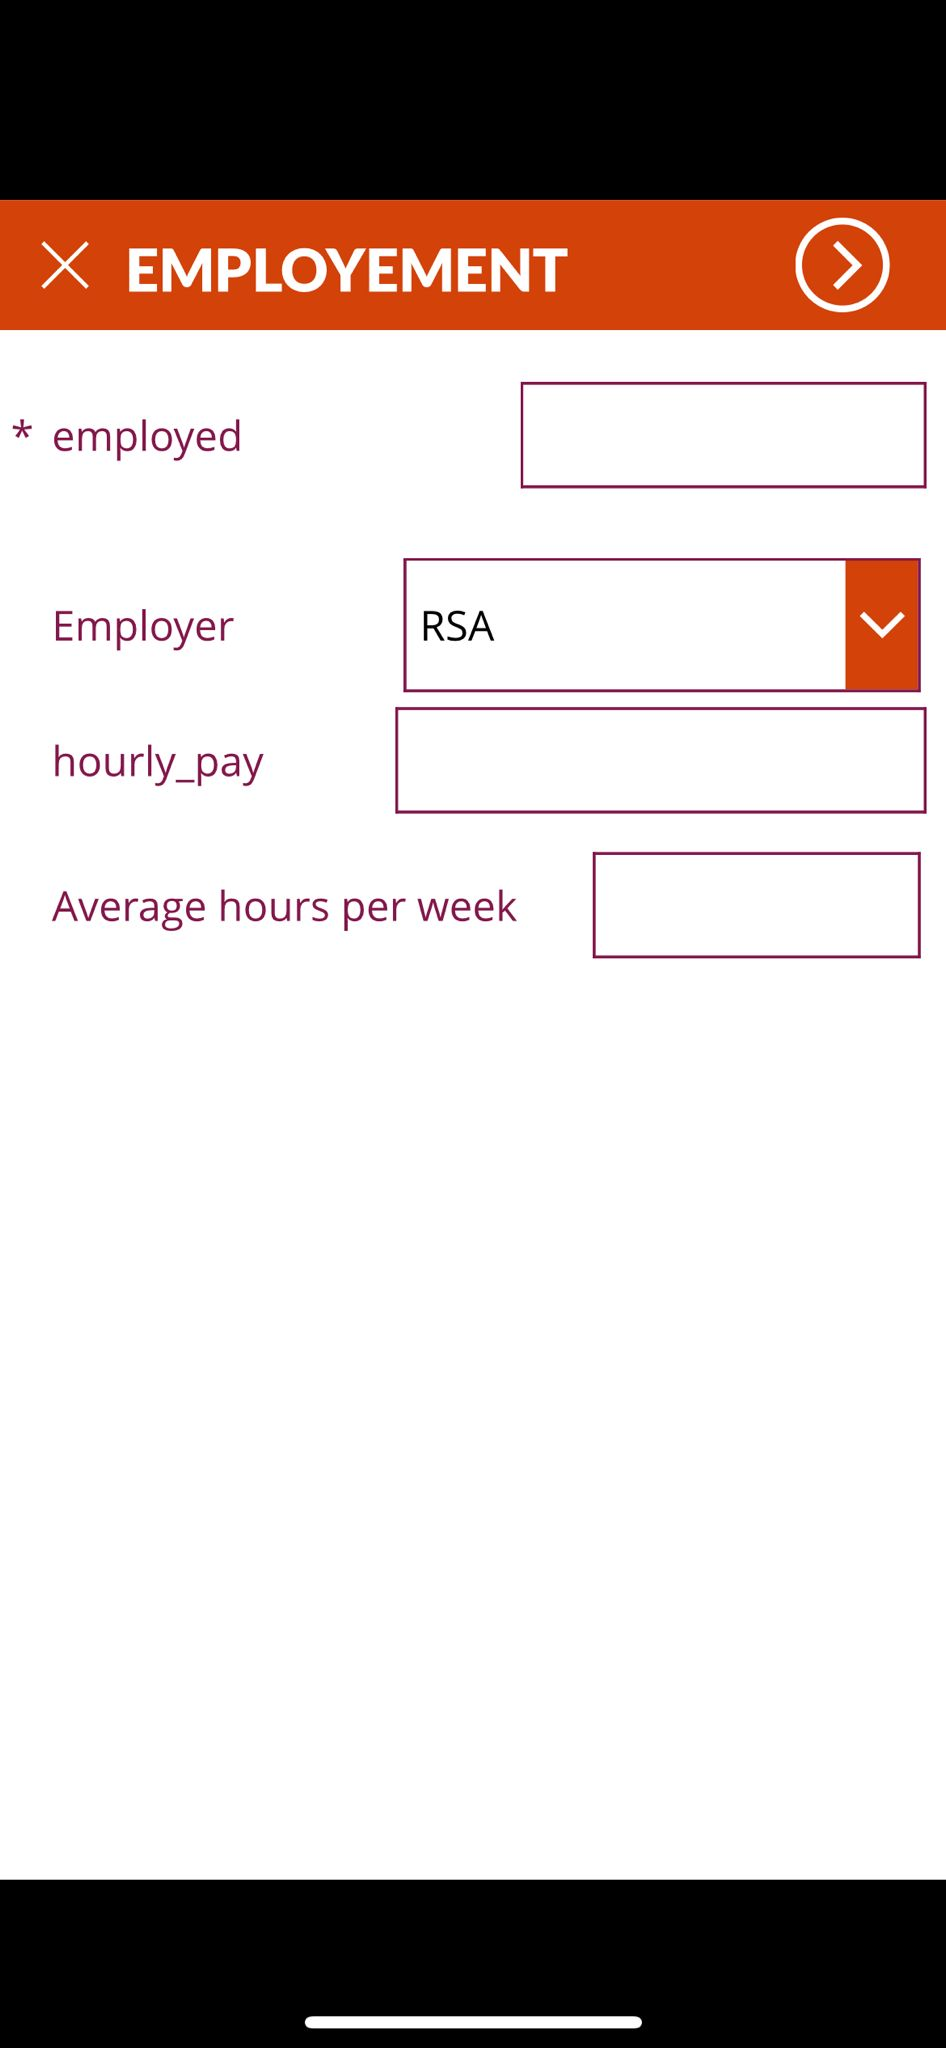 EMPLOYEMENT
* employed
Employer RSA
hourly_pay
Average hours per week